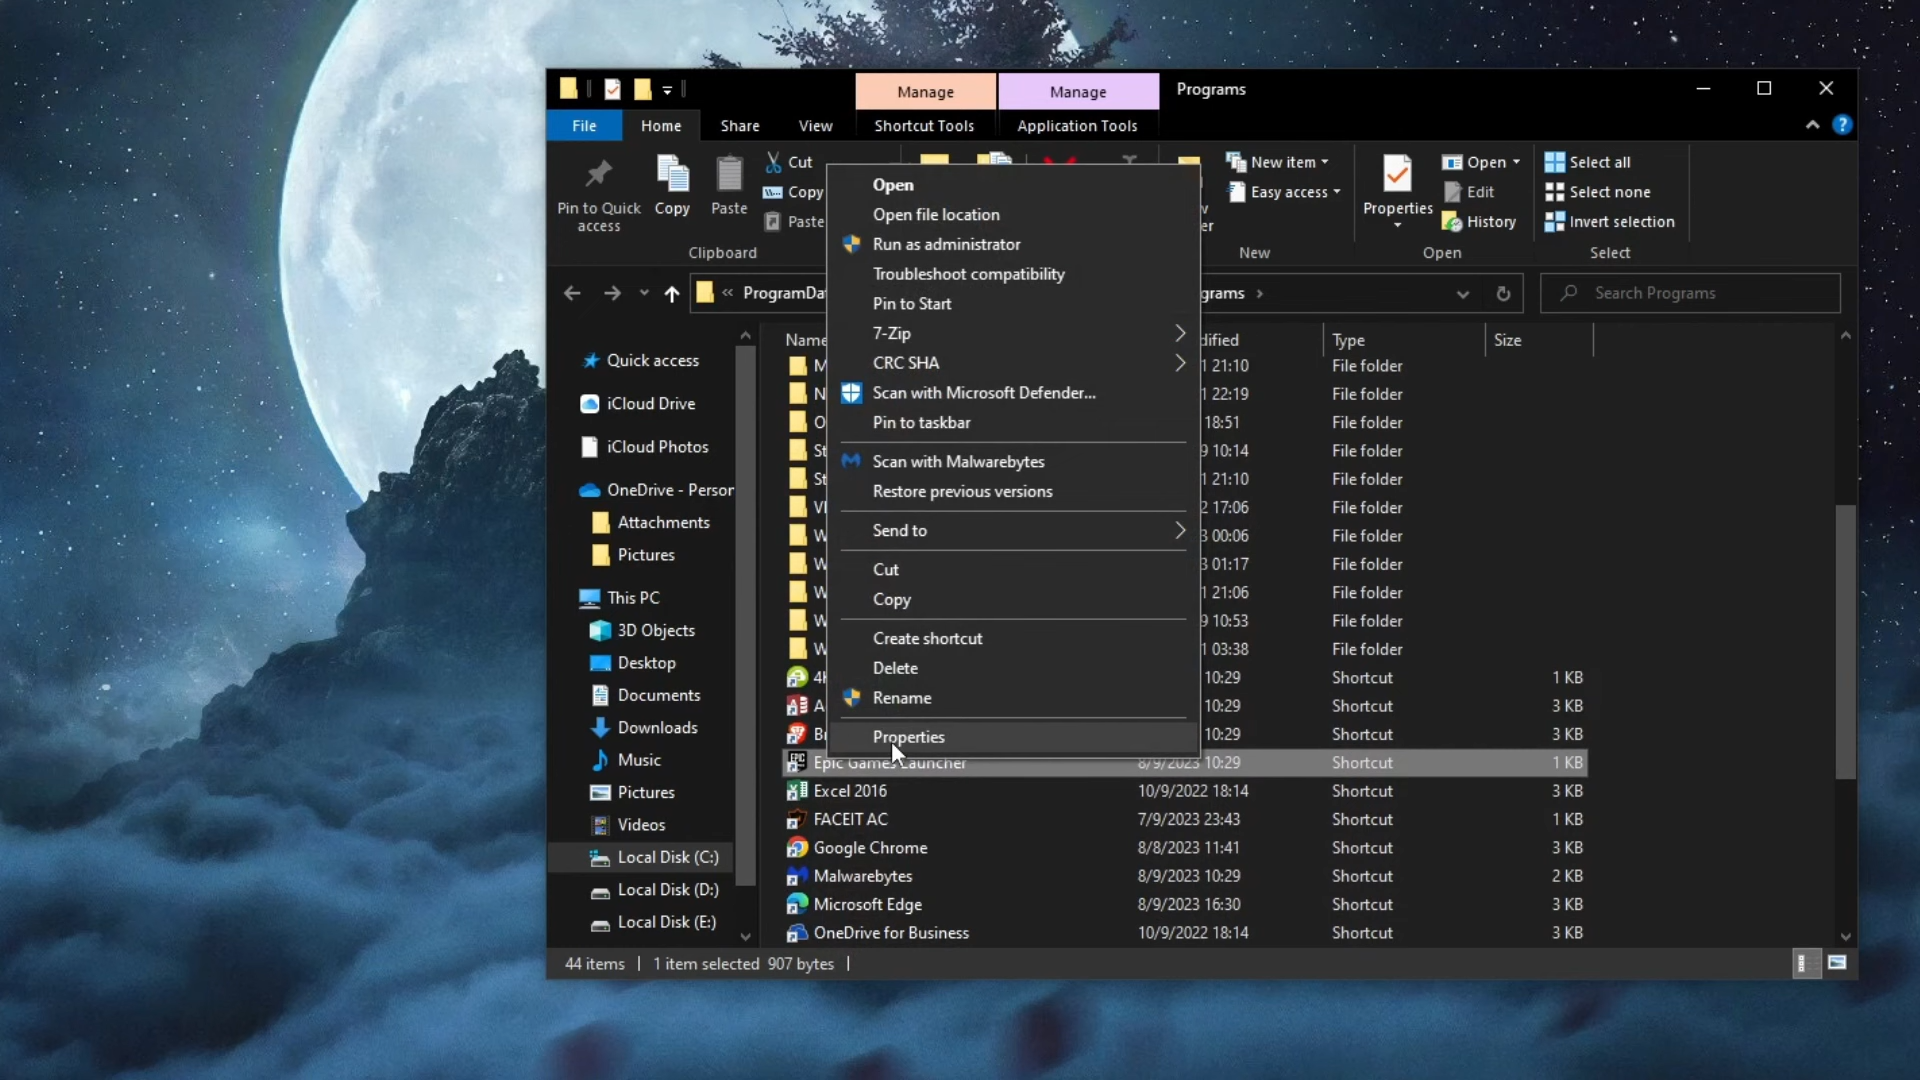 Manage
Manage
Programs
File
Home
Share
View
Shortcut Tools
Application Tools
Pin to Quick
access
Copy
Paste
Cut
Copy
Paste
Clipboard
New item
Easy access
New
Properties
Open
Edit
History
Open
Select all
Select none
Invert selection
Select
Open
Open file location
Run as administrator
Troubleshoot compatibility
Pin to Start
7-Zip
CRC SHA
Scan with Microsoft Defender...
Pin to taskbar
Scan with Malwarebytes
Restore previous versions
Send to
Cut
Copy
Create shortcut
Delete
Rename
Properties
« ProgramDat
grams
Search Programs
Quick access
iCloud Drive
iCloud Photos
OneDrive - Person
Attachments
Pictures
This PC
3D Objects
Desktop
Documents
Downloads
Music
Pictures
Videos
Local Disk (C:)
Local Disk (D:)
Local Disk (E:)
Name
dified
Type
Size
21:10 File folder
22:19 File folder
18:51 File folder
10:14 File folder
21:10 File folder
17:06 File folder
00:06 File folder
01:17 File folder
21:06 File folder
10:53 File folder
03:38 File folder
10:29 Shortcut 1 KB
10:29 Shortcut 3 KB
10:29 Shortcut 3 KB
Epic Games Launcher 8/9/2023 10:29 Shortcut 1 KB
Excel 2016 10/9/2022 18:14 Shortcut 3 KB
FACEIT AC 7/9/2023 23:43 Shortcut 1 KB
Google Chrome 8/8/2023 11:41 Shortcut 3 KB
Malwarebytes 8/9/2023 10:29 Shortcut 2 KB
Microsoft Edge 8/9/2023 16:30 Shortcut 3 KB
OneDrive for Business 10/9/2022 18:14 Shortcut 3 KB
44 items
1 item selected 907 bytes